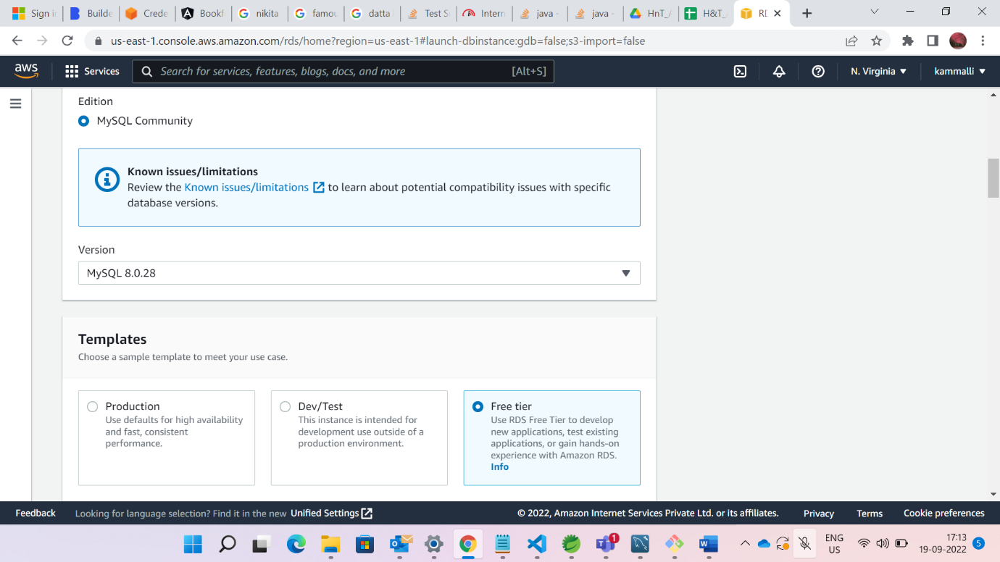 Sign i
Builde
Crede
Bookf
nikita
famou
datta
Test S
Intern
java -
java -
HnT_
H&T_
us-east-1.console.aws.amazon.com/rds/home?region=us-east-1#launch-dbinstance:gdb=false;s3-import=false
aws
Services
Search for services, features, blogs, docs, and more
[Alt+S]
N. Virginia
kammalli
Edition
MySQL Community
Known issues/limitations
Review the Known issues/limitations to learn about potential compatibility issues with specific
database versions.
Version
MySQL 8.0.28
Templates
Choose a sample template to meet your use case.
Production
Use defaults for high availability
and fast, consistent
performance.
Dev/Test
This instance is intended for
development use outside of a
production environment.
Free tier
Use RDS Free Tier to develop
new applications, test existing
applications, or gain hands-on
experience with Amazon RDS.
Info
Feedback
Looking for language selection? Find it in the new Unified Settings
© 2022, Amazon Internet Services Private Ltd. or its affiliates.
Privacy
Terms
Cookie preferences
1
ENG
US
17:13
19-09-2022
5